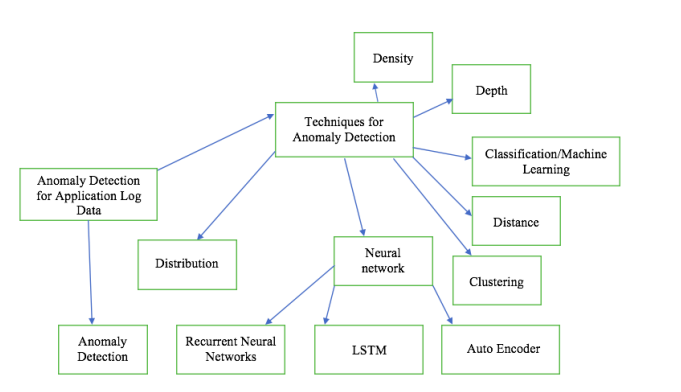 Density
Depth
Techniques for
Anomaly Detection
Classification/Machine
Learning
Anomaly Detection
for Application Log
Data
Distance
Distribution
Neural
network
Clustering
Anomaly
Detection
Recurrent Neural
Networks
LSTM
Auto Encoder